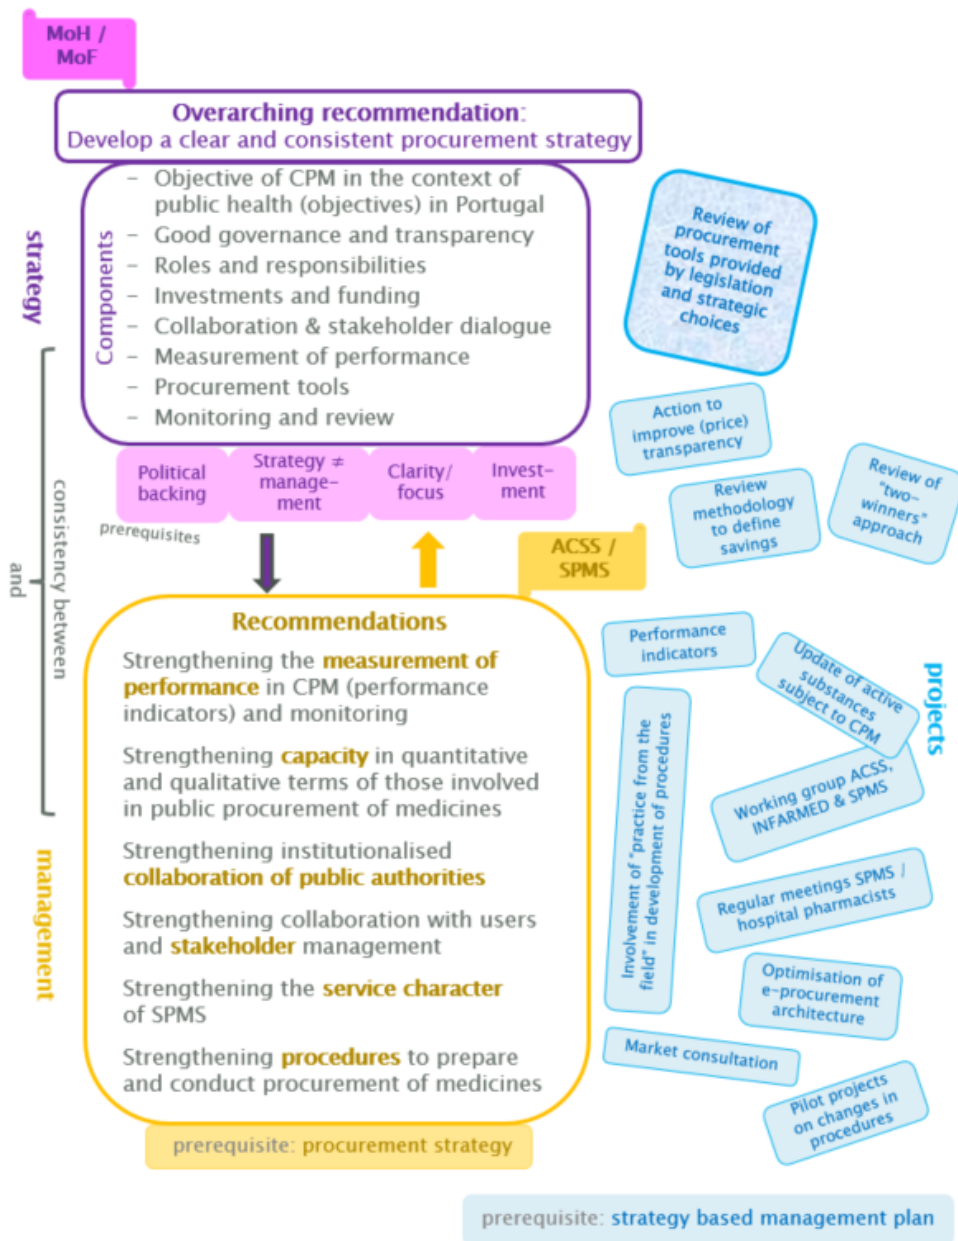 MoH /
MoF
Overarching recommendation:
Develop a clear and consistent procurement strategy
strategy
Components
– Objective of CPM in the context of
public health (objectives) in Portugal
– Good governance and transparency
– Roles and responsibilities
– Investments and funding
– Collaboration & stakeholder dialogue
– Measurement of performance
– Procurement tools
– Monitoring and review
Political
backing
Strategy ≠
manage-
ment
Clarity/
focus
Invest-
ment
prerequisites
consistency between
and
ACSS /
SPMS
management
Recommendations
Strengthening the measurement of
performance in CPM (performance
indicators) and monitoring
Strengthening capacity in quantitative
and qualitative terms of those involved
in public procurement of medicines
Strengthening institutionalised
collaboration of public authorities
Strengthening collaboration with users
and stakeholder management
Strengthening the service character
of SPMS
Strengthening procedures to prepare
and conduct procurement of medicines
prerequisite: procurement strategy
Review of
procurement
tools provided
by legislation
and strategic
choices
Action to
improve (price)
transparency
Review
methodology
to define
savings
Review of
"two-
winners"
approach
projects
Performance
indicators
Update of active
substances
subject to CPM
Involvement of "practice from the
field" in development of procedures
Working group ACSS,
INFARMED & SPMS
Regular meetings SPMS /
hospital pharmacists
Optimisation of
e-procurement
architecture
Market consultation
Pilot projects
on changes in
procedures
prerequisite: strategy based management plan